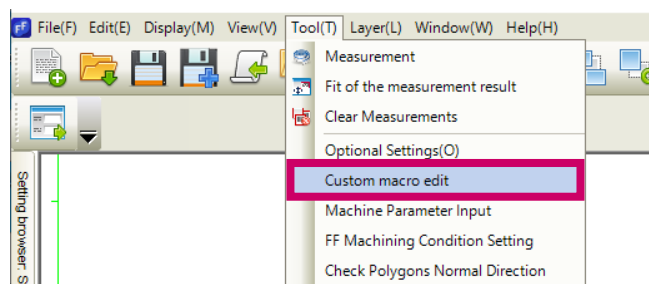 FF File(F) Edit(E) Display(M) View(V) Tool(T) Layer(L) Window(W) Help(H)
Measurement
Fit of the measurement result
Clear Measurements
Optional Settings(O)
Custom macro edit
Machine Parameter Input
FF Machining Condition Setting
Check Polygons Normal Direction
Setting browser: S